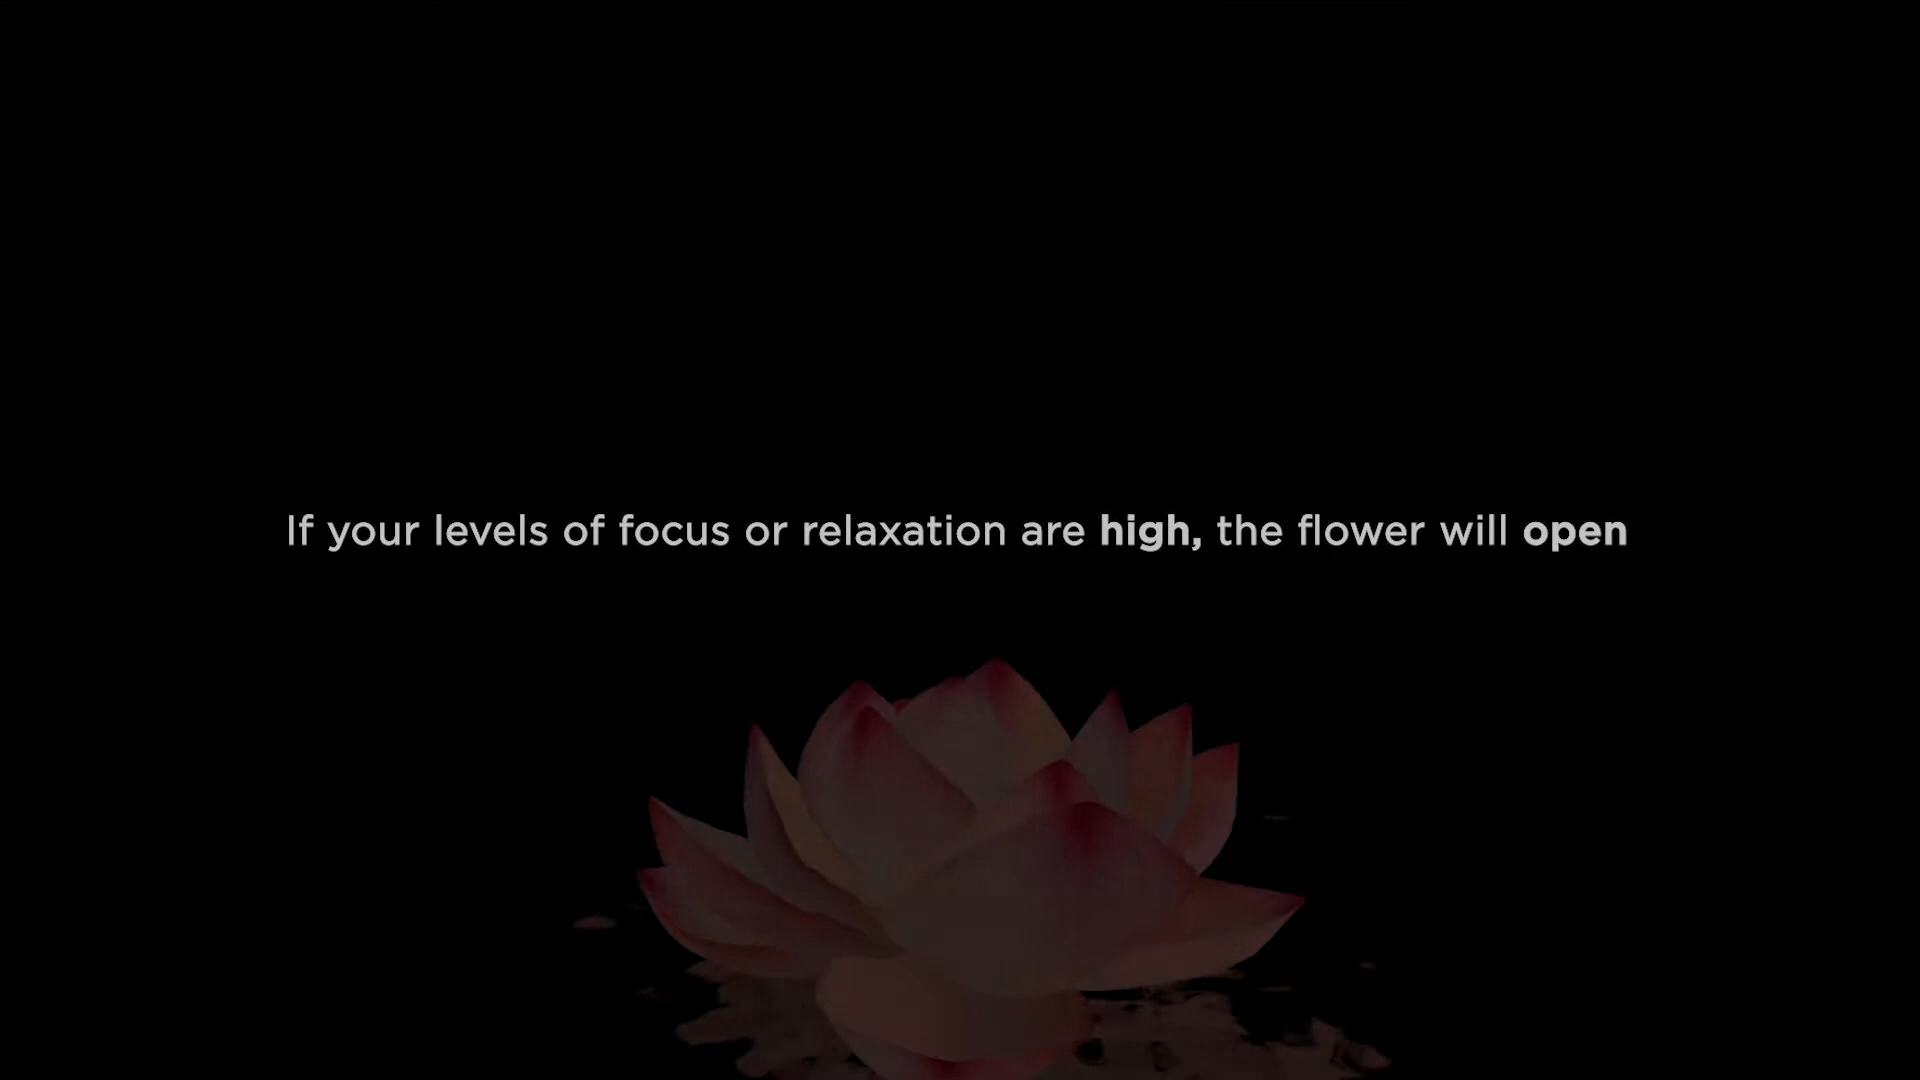 If your levels of focus or relaxation are high, the flower will open